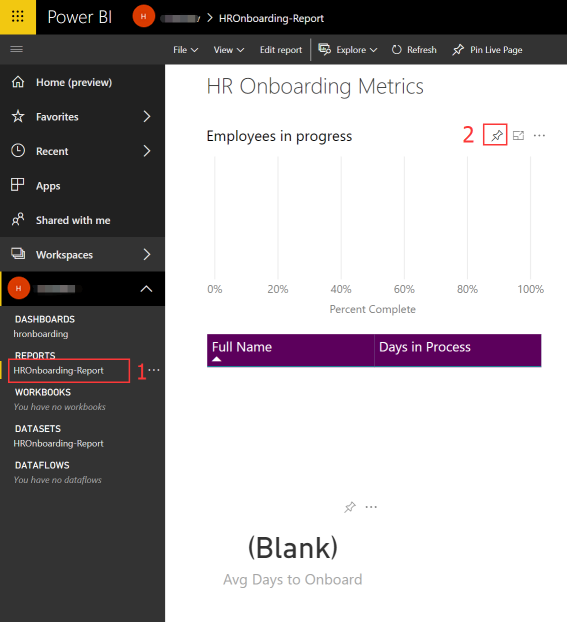 Power BI
H
HROnboarding-Report
File
View
Edit report
Explore
Refresh
Pin Live Page
Home (preview)
Favorites
Recent
Apps
Shared with me
Workspaces
H
DASHBOARDS
hronboarding
REPORTS
HROnboarding-Report
1
WORKBOOKS
You have no workbooks
DATASETS
HROnboarding-Report
DATAFLOWS
You have no dataflows
HR Onboarding Metrics
Employees in progress
2
0% 20% 40% 60% 80% 100%
Percent Complete
Full Name Days in Process
(Blank)
Avg Days to Onboard